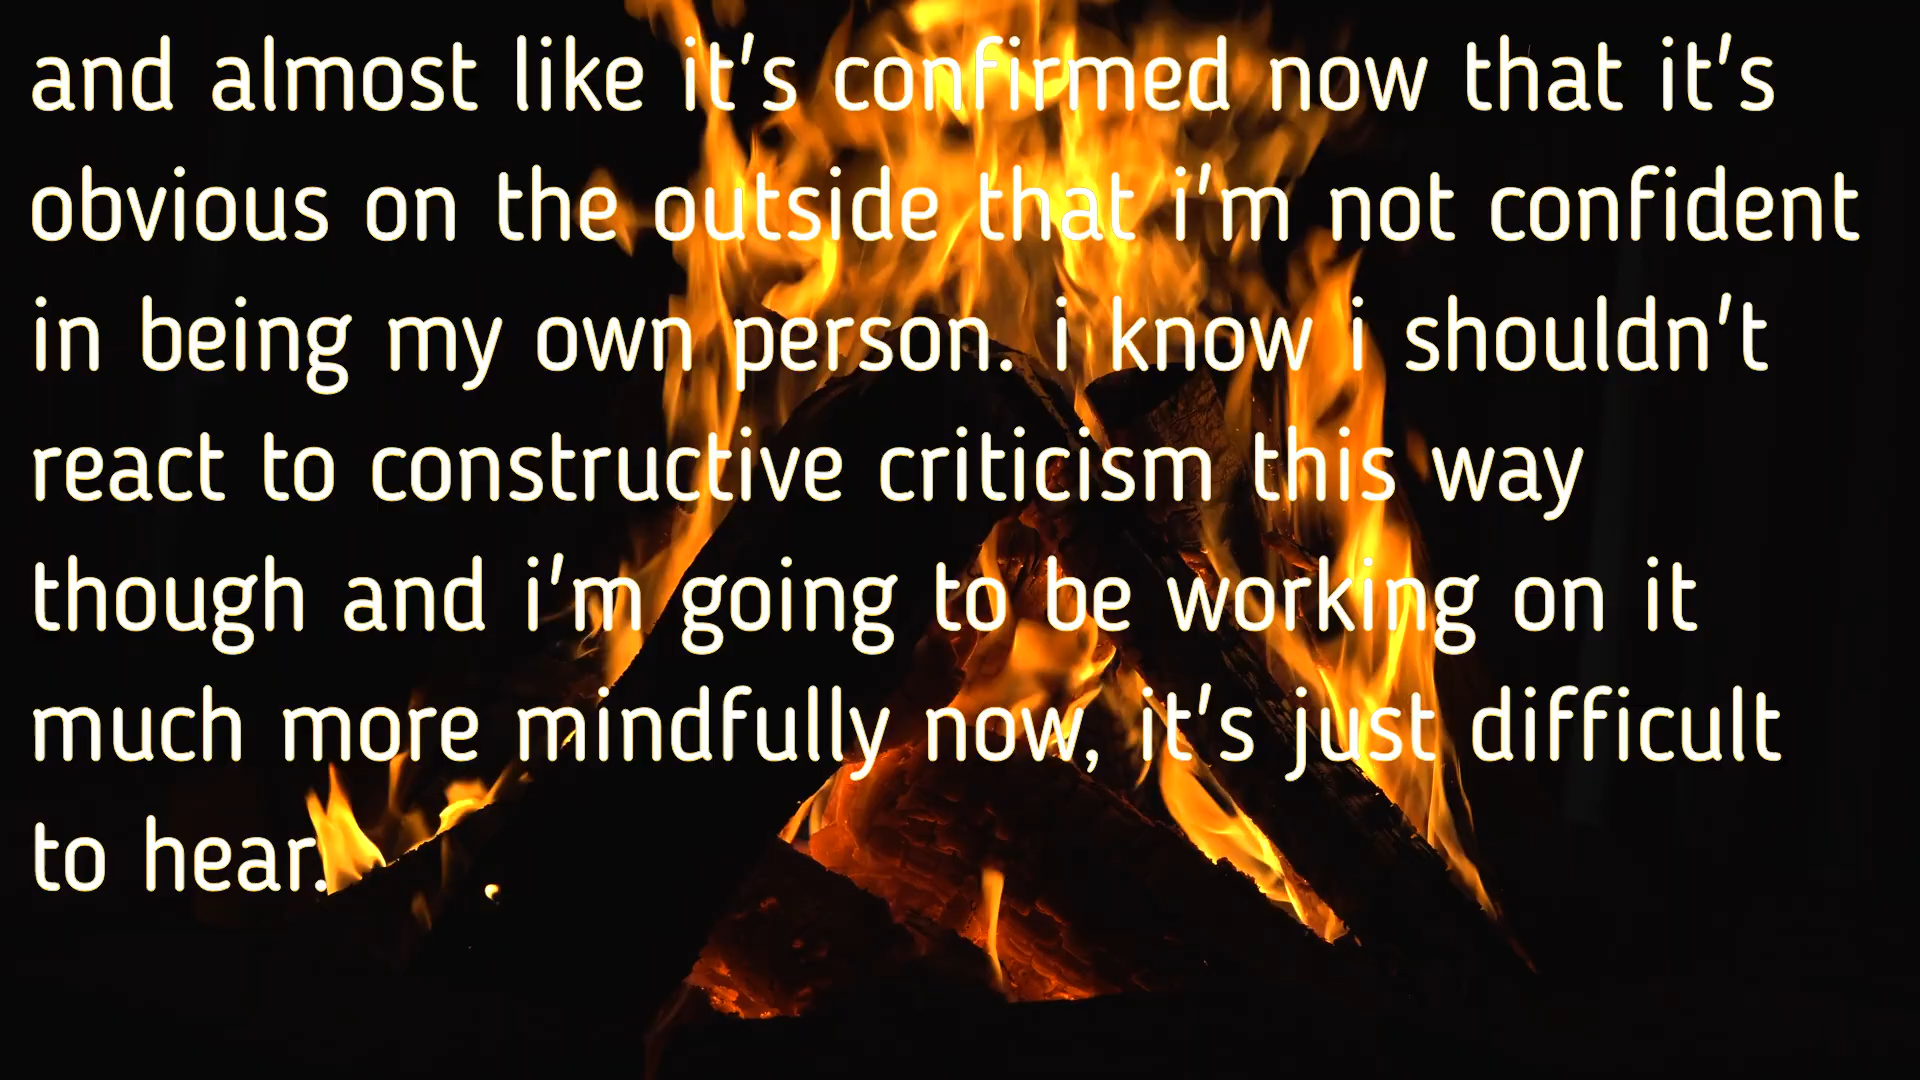 and almost like it's confirmed now that it's
obvious on the outside that i'm not confident
in being my own person. i know i shouldn't
react to constructive criticism this way
though and i'm going to be working on it
much more mindfully now, it's just difficult
to hear.